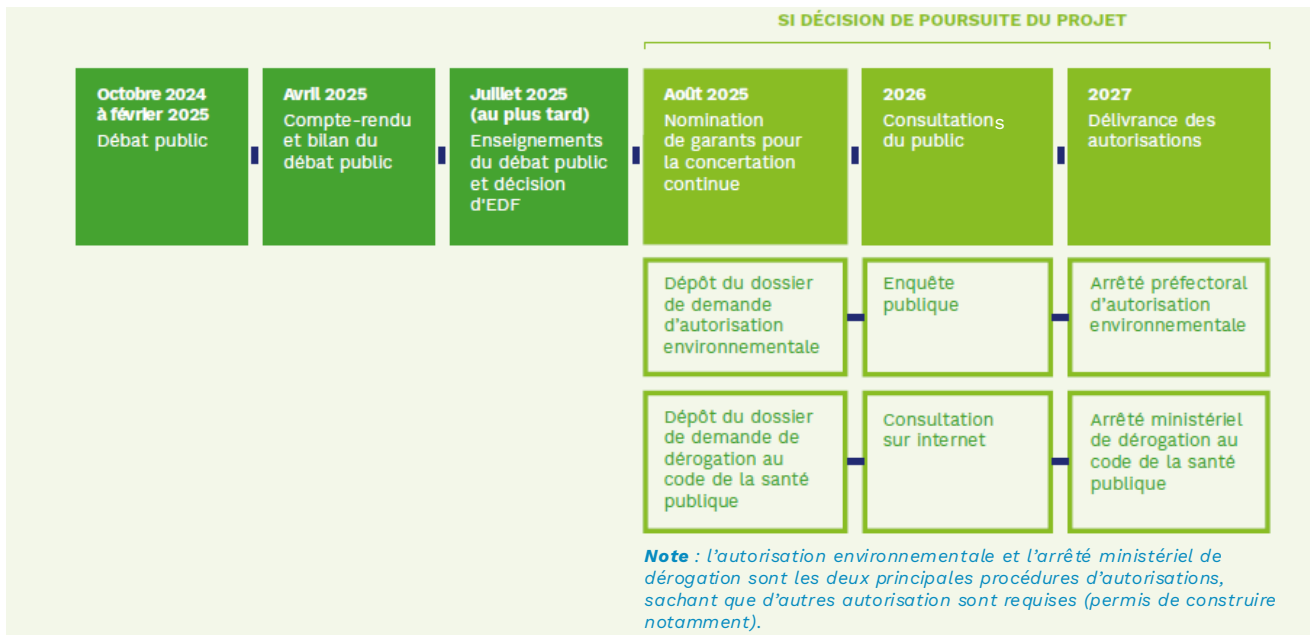 SI DÉCISION DE POURSUITE DU PROJET
Octobre 2024
à février 2025
Débat public
Avril 2025
Compte-rendu
et bilan du
débat public
Juillet 2025
(au plus tard)
Enseignements
du débat public
et décision
d'EDF
Août 2025
Nomination
de garants pour
la concertation
continue
2026
Consultations
du public
2027
Délivrance des
autorisations
Dépôt du dossier
de demande
d'autorisation
environnementale
Enquête
publique
Arrêté préfectoral
d'autorisation
environnementale
Dépôt du dossier
de demande de
dérogation au
code de la santé
publique
Consultation
sur internet
Arrêté ministériel
de dérogation au
code de la santé
publique
Note : l'autorisation environnementale et l'arrêté ministériel de
dérogation sont les deux principales procédures d'autorisations,
sachant que d'autres autorisation sont requises (permis de construire
notamment).